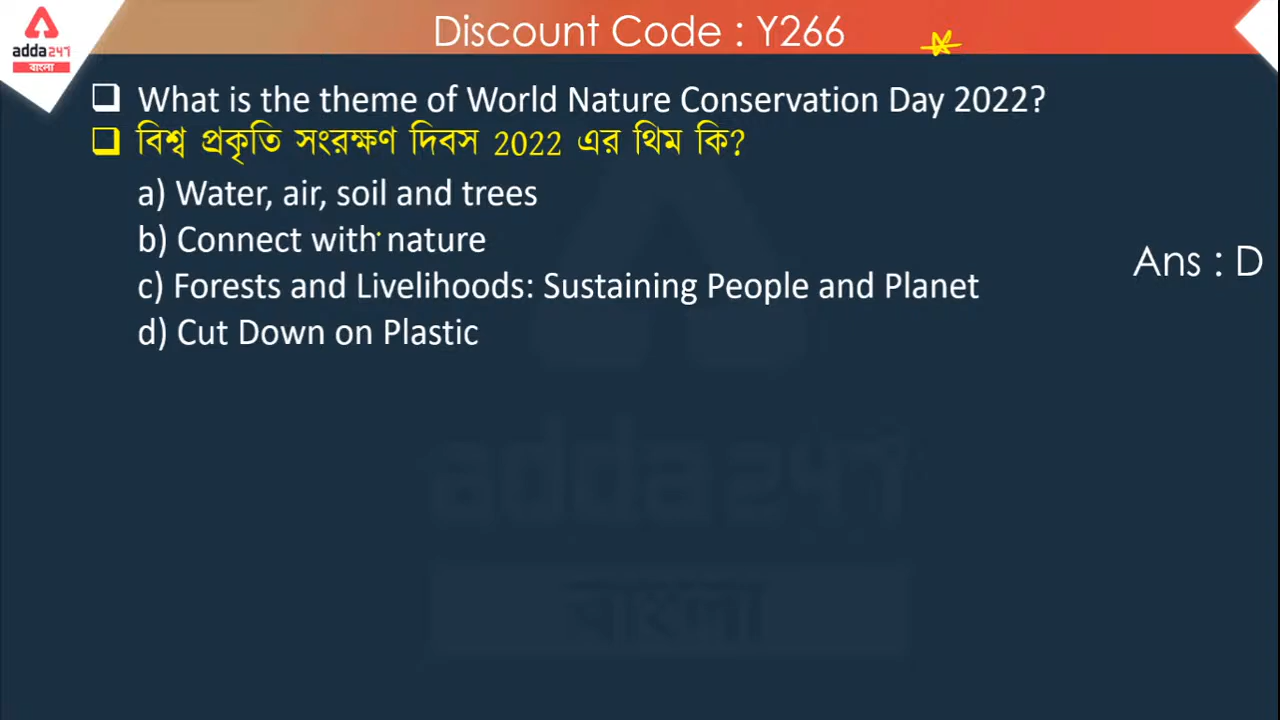 Discount Code : Y266
adda247
বাংলা
What is the theme of World Nature Conservation Day 2022?
বিশ্ব প্রকৃতি সংরক্ষণ দিবস 2022 এর থিম কি?
a) Water, air, soil and trees
b) Connect with nature
c) Forests and Livelihoods: Sustaining People and Planet
d) Cut Down on Plastic
Ans : D
adda247
বাংলা